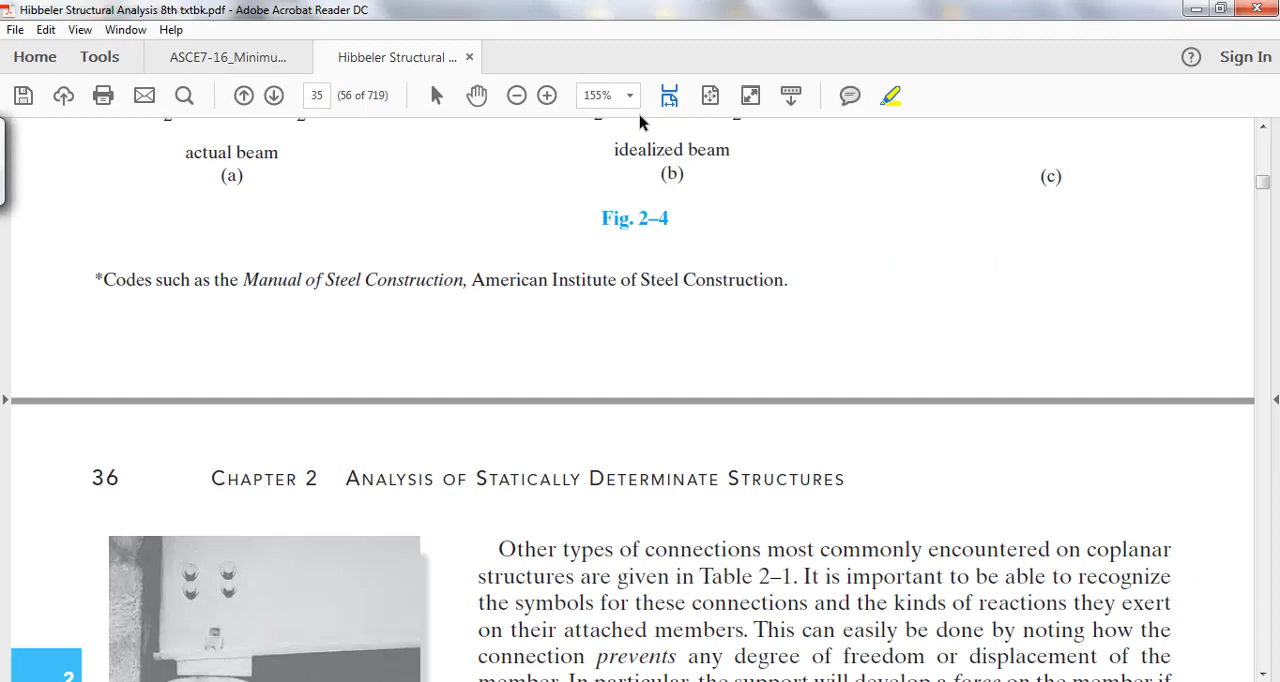 Hibbeler Structural Analysis 8th txtbk.pdf - Adobe Acrobat Reader DC
File Edit View Window Help
Home Tools ASCE7-16_Minimu... Hibbeler Structural ... × Sign In
35 (56 of 719) 155%
actual beam
(a)
idealized beam
(b)
(c)
Fig. 2–4
*Codes such as the Manual of Steel Construction, American Institute of Steel Construction.
36 CHAPTER 2 ANALYSIS OF STATICALLY DETERMINATE STRUCTURES
Other types of connections most commonly encountered on coplanar
structures are given in Table 2–1. It is important to be able to recognize
the symbols for these connections and the kinds of reactions they exert
on their attached members. This can easily be done by noting how the
connection prevents any degree of freedom or displacement of the
member. In particular, the support will develop a force on the member if
2